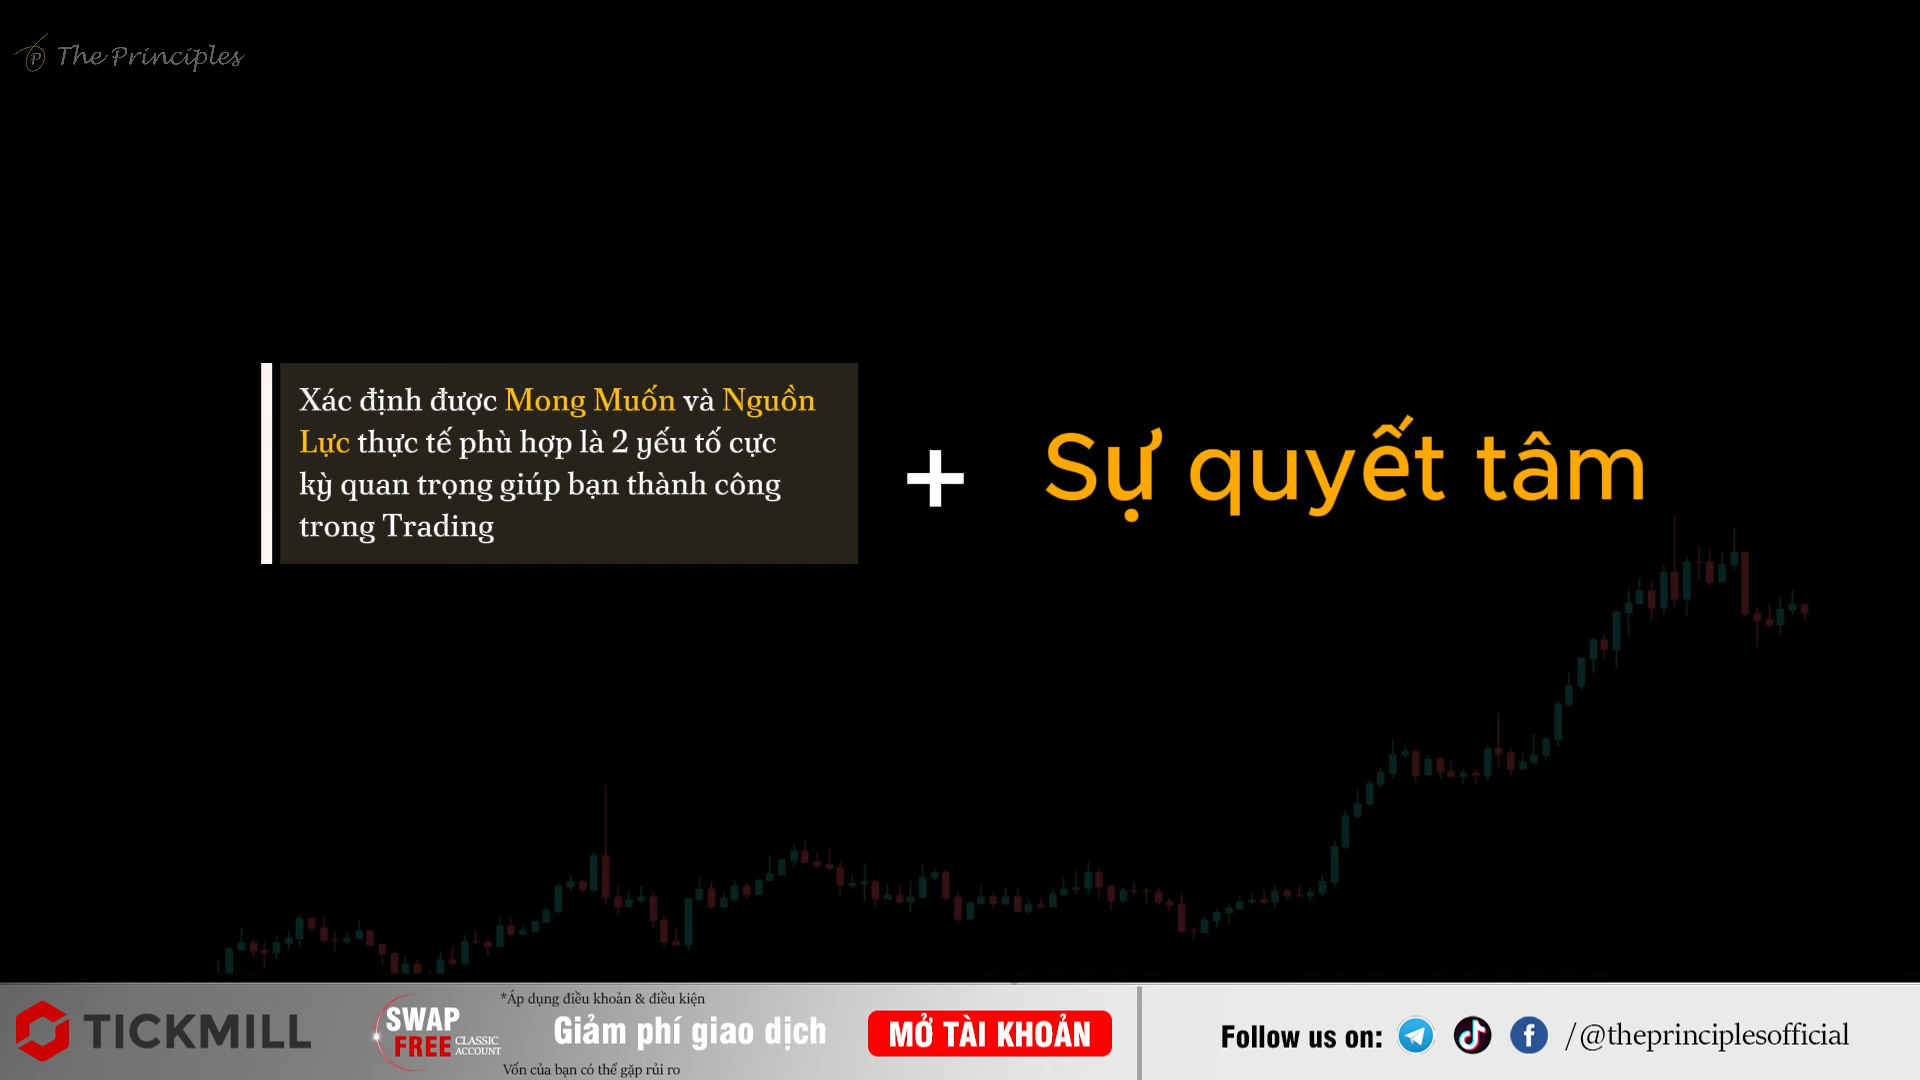 The Principles
Xác định được Mong Muốn và Nguồn
Lực thực tế phù hợp là 2 yếu tố cực
kỳ quan trọng giúp bạn thành công
trong Trading
+
Sự quyết tâm
TICKMILL
SWAP
FREE CLASSIC
ACCOUNT
*Áp dụng điều khoản & điều kiện
Giảm phí giao dịch
Vốn của bạn có thể gặp rủi ro
MỞ TÀI KHOẢN
Follow us on: /@theprinciplesofficial